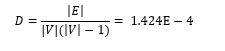 D = |E| / |V|(|V| − 1) = 1.424E − 4